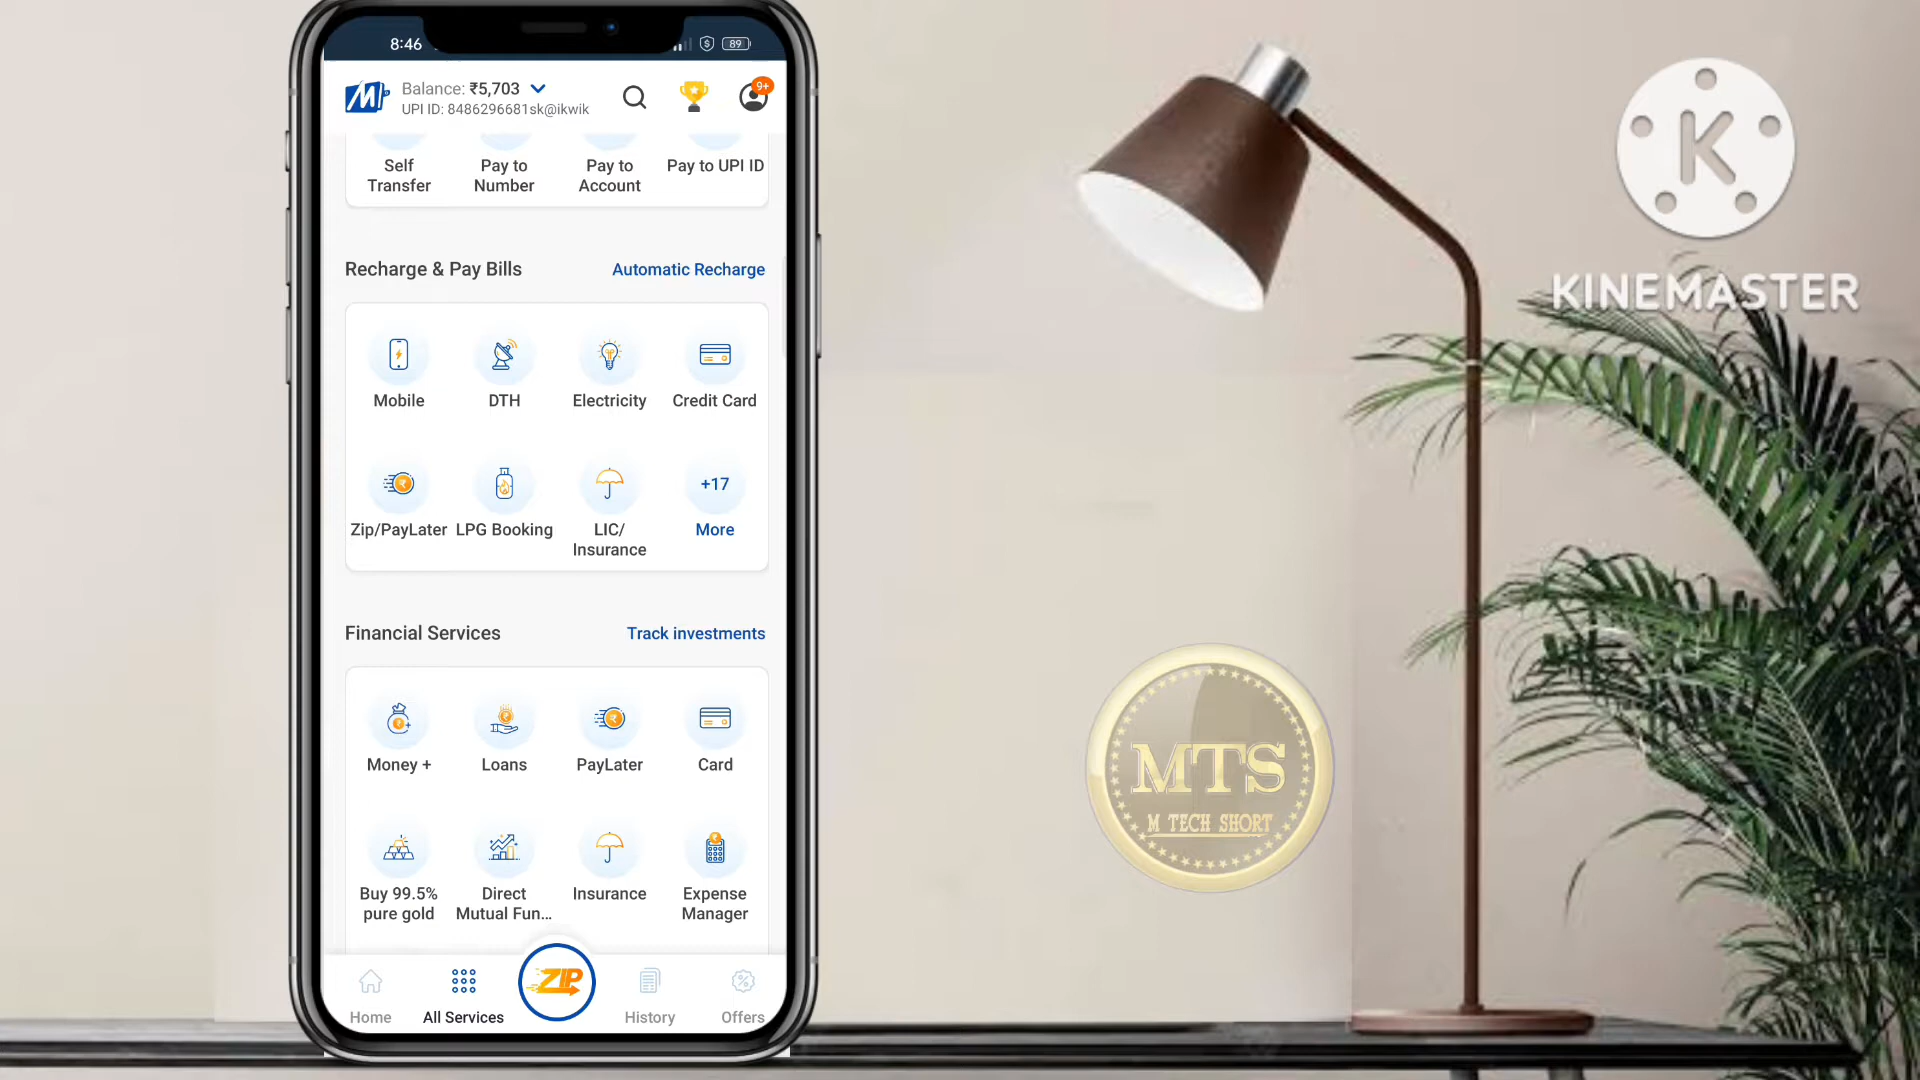 8:46
89
Balance: ₹5,703
UPI ID: 8486296681sk@ikwik
9+
Self
Transfer
Pay to
Number
Pay to
Account
Pay to UPI ID
Recharge & Pay Bills
Automatic Recharge
Mobile
DTH
Electricity
Credit Card
Zip/PayLater
LPG Booking
LIC/
Insurance
+17
More
Financial Services
Track investments
Money +
Loans
PayLater
Card
Buy 99.5%
pure gold
Direct
Mutual Fun...
Insurance
Expense
Manager
Home
All Services
ZIP
History
Offers
K
KINEMASTER
MTS
M TECH SHORT